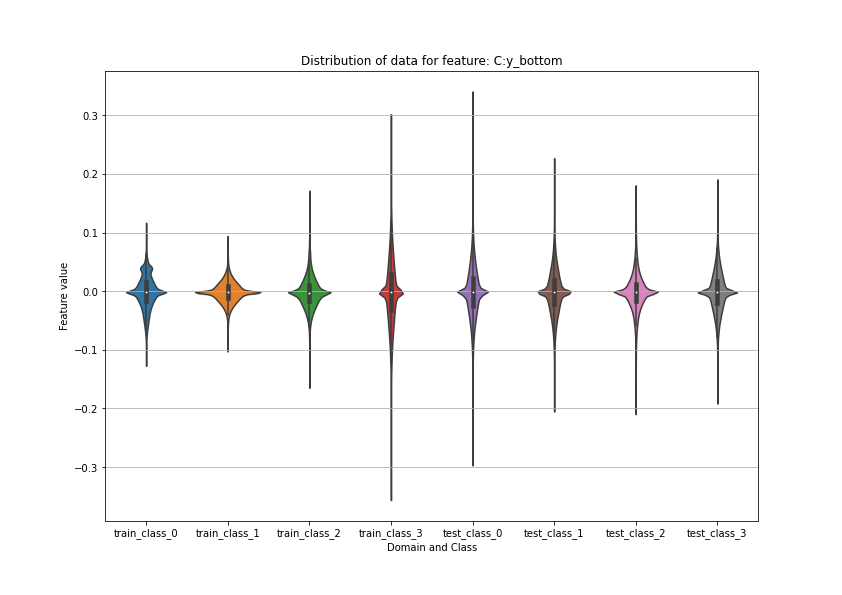 Distribution of data for feature: C:y_bottom
Feature value
0.3
0.2
0.1
0.0
−0.1
−0.2
−0.3
train_class_0 train_class_1 train_class_2 train_class_3 test_class_0 test_class_1 test_class_2 test_class_3
Domain and Class